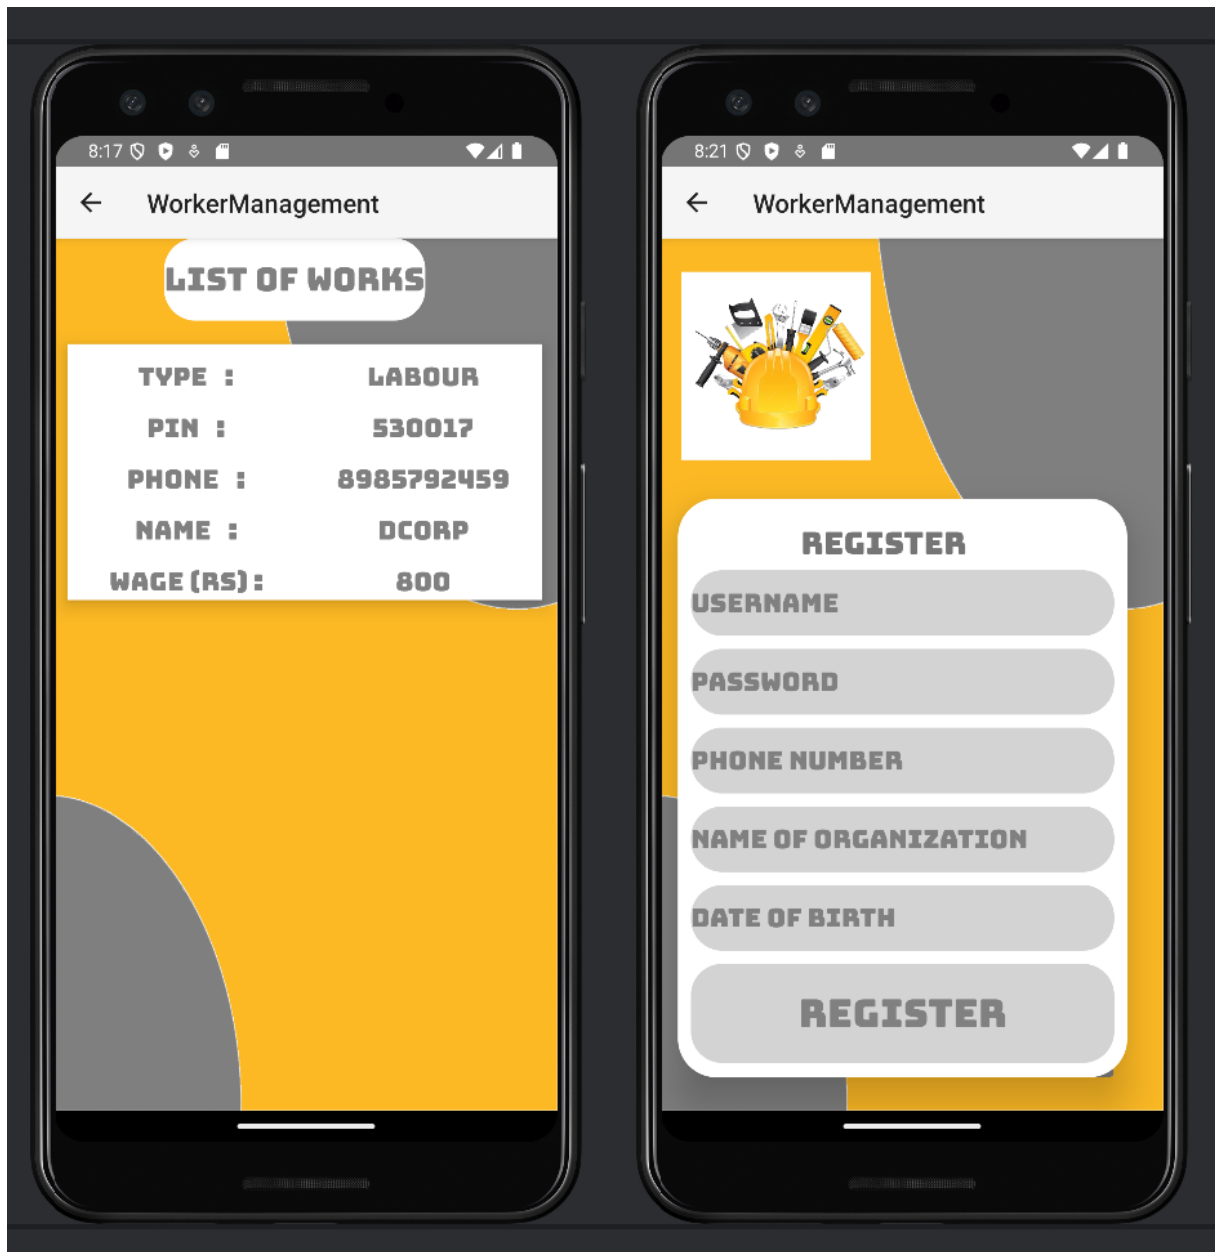 8:17
WorkerManagement
LIST OF WORKS
TYPE : LABOUR
PIN : 530017
PHONE : 8985792459
NAME : DCORP
WAGE(RS): 800
8:21
WorkerManagement
REGISTER
USERNAME
PASSWORD
PHONE NUMBER
NAME OF ORGANIZATION
DATE OF BIRTH
REGISTER